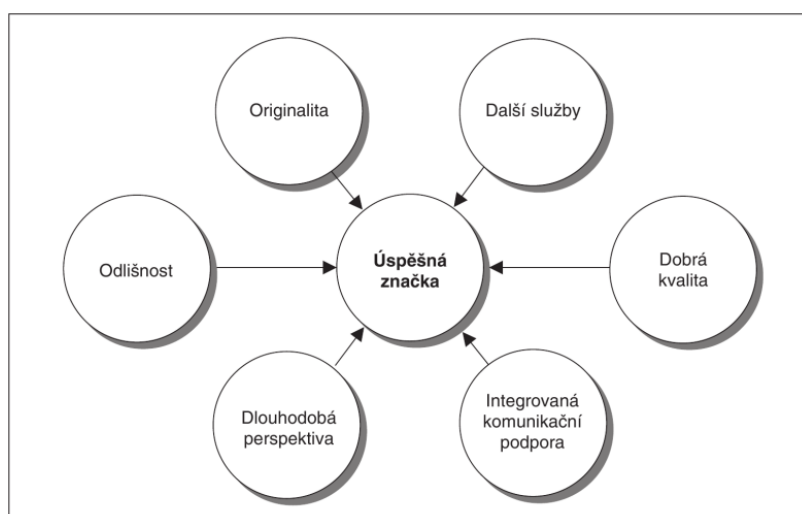 Originalita
Další služby
Odlišnost
Úspěšná
značka
Dobrá
kvalita
Dlouhodobá
perspektiva
Integrovaná
komunikační
podpora